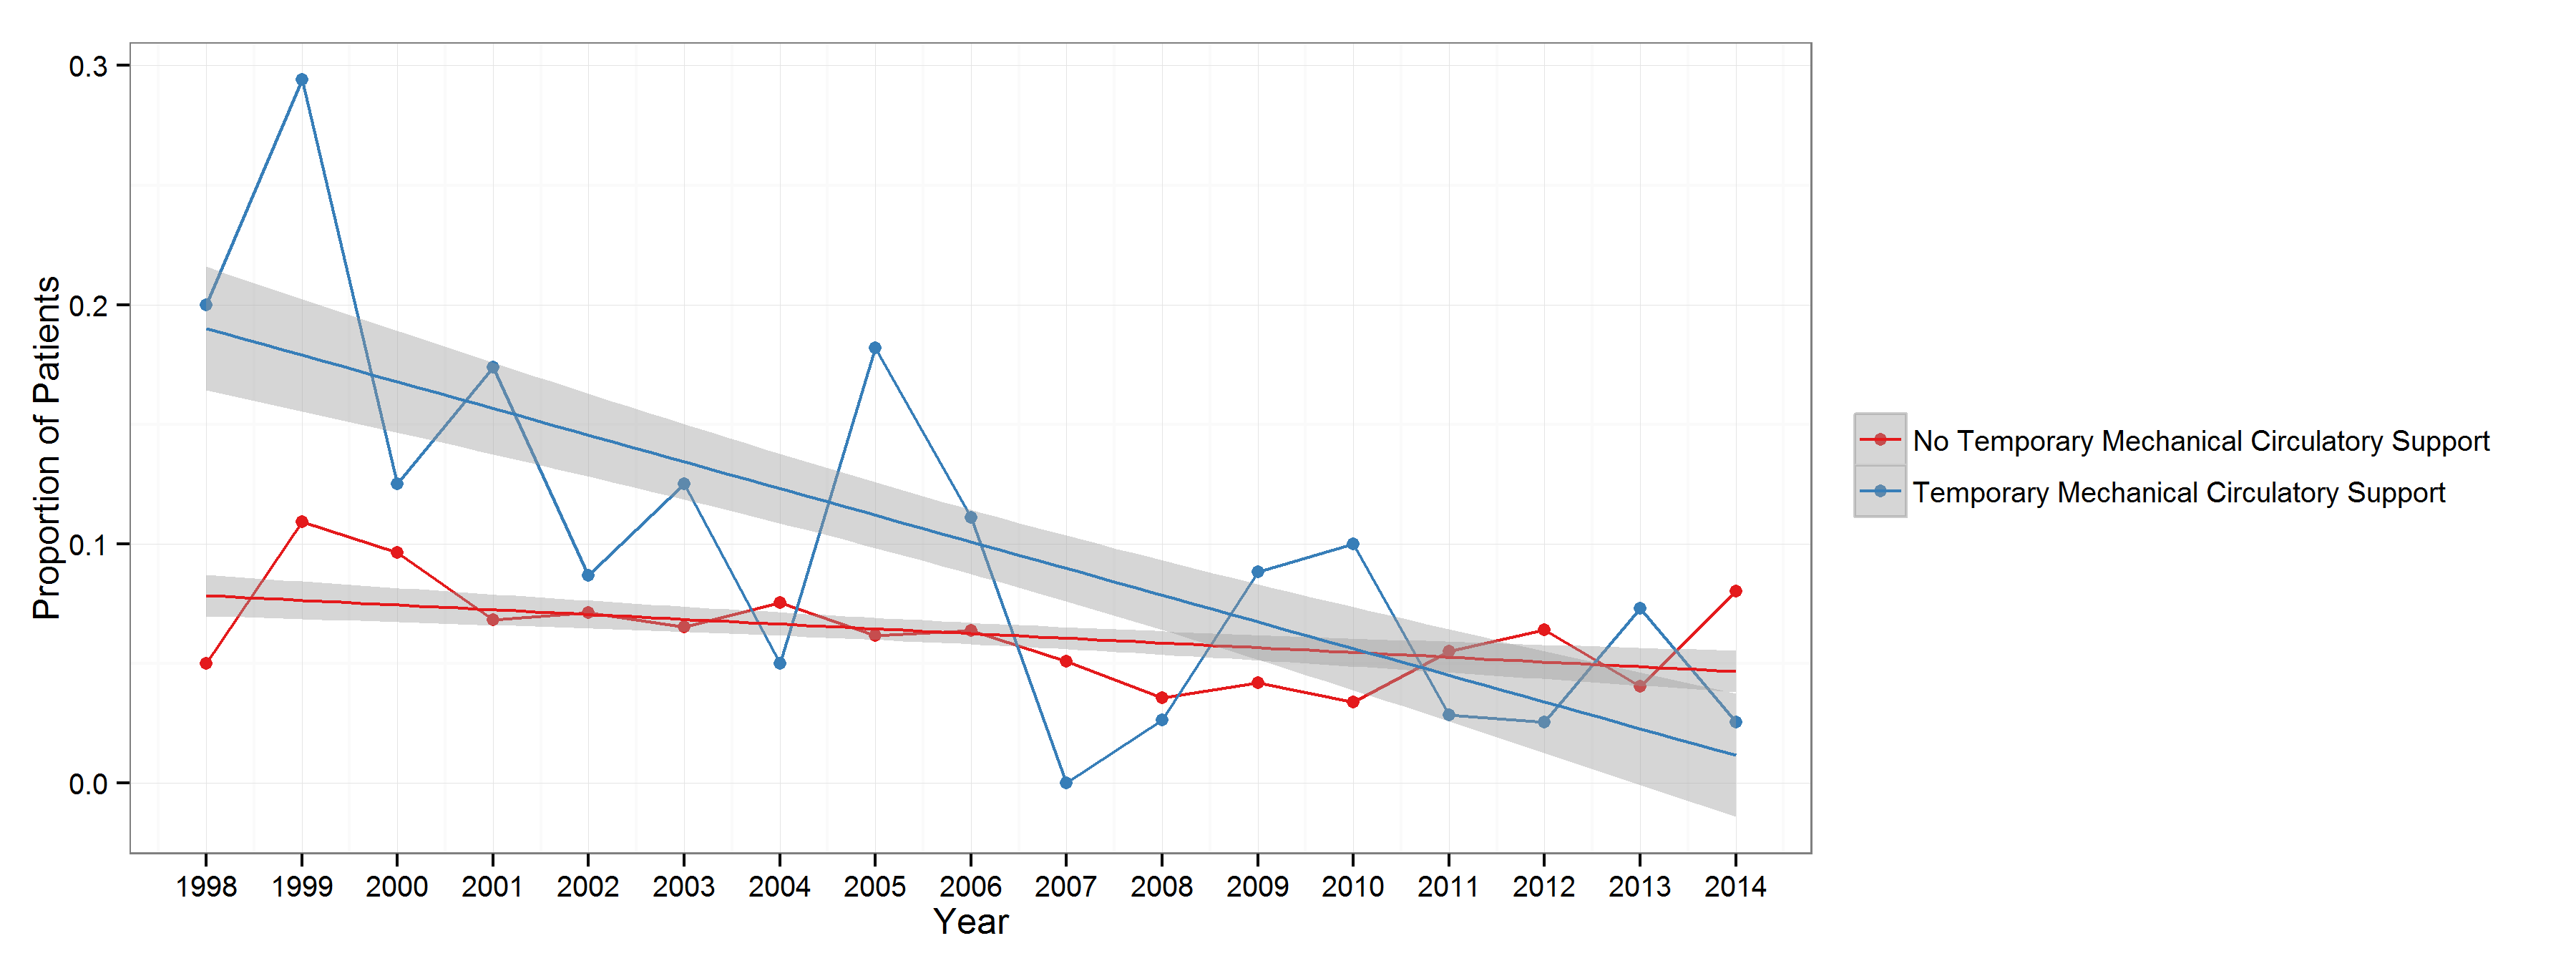 Proportion of Patients
0.3
0.2
0.1
0.0
1998 1999 2000 2001 2002 2003 2004 2005 2006 2007 2008 2009 2010 2011 2012 2013 2014
Year
No Temporary Mechanical Circulatory Support
Temporary Mechanical Circulatory Support